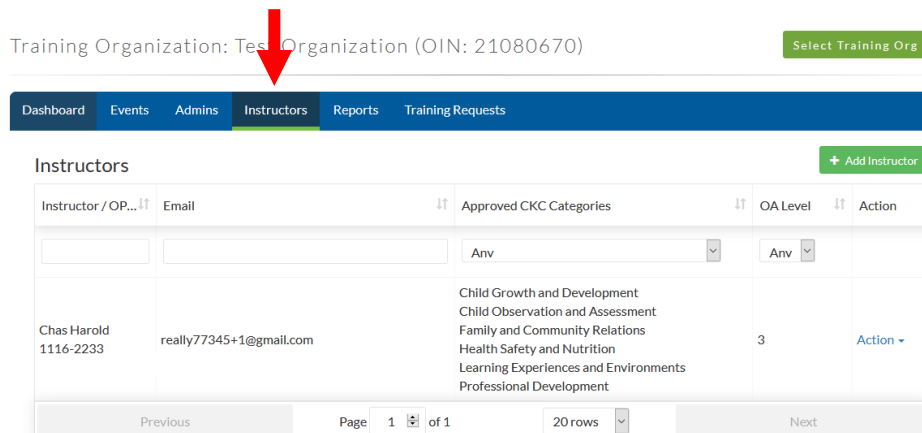 Training Organization: Test Organization (OIN: 21080670)
Select Training Org
Dashboard Events Admins Instructors Reports Training Requests
Instructors
+ Add Instructor
Instructor / OP... Email Approved CKC Categories OA Level Action
Any Any
Child Growth and Development
Child Observation and Assessment
Family and Community Relations
Health Safety and Nutrition
Learning Experiences and Environments
Professional Development
Chas Harold
1116-2233
really77345+1@gmail.com
3
Action
Previous Page 1 of 1 20 rows Next